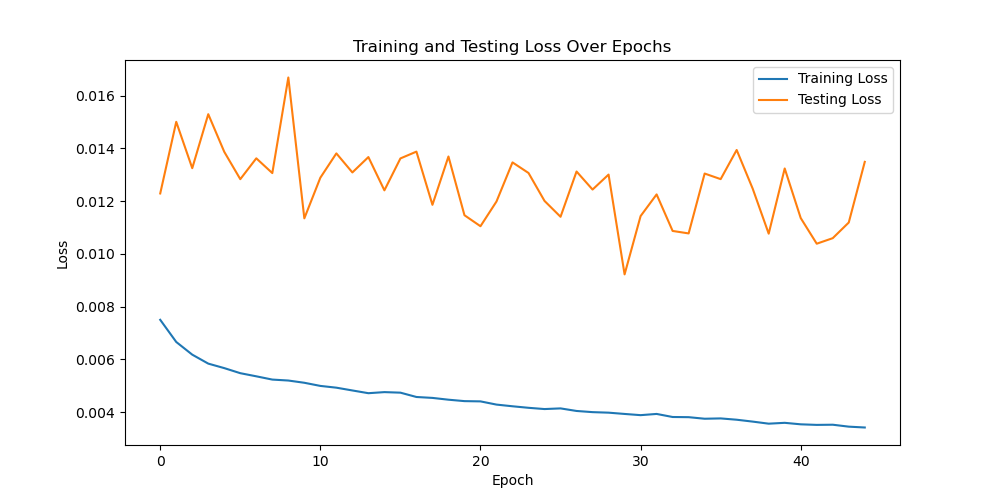 Training and Testing Loss Over Epochs
Training Loss
Testing Loss
0.016
0.014
0.012
0.010
0.008
0.006
0.004
Loss
0 10 20 30 40
Epoch